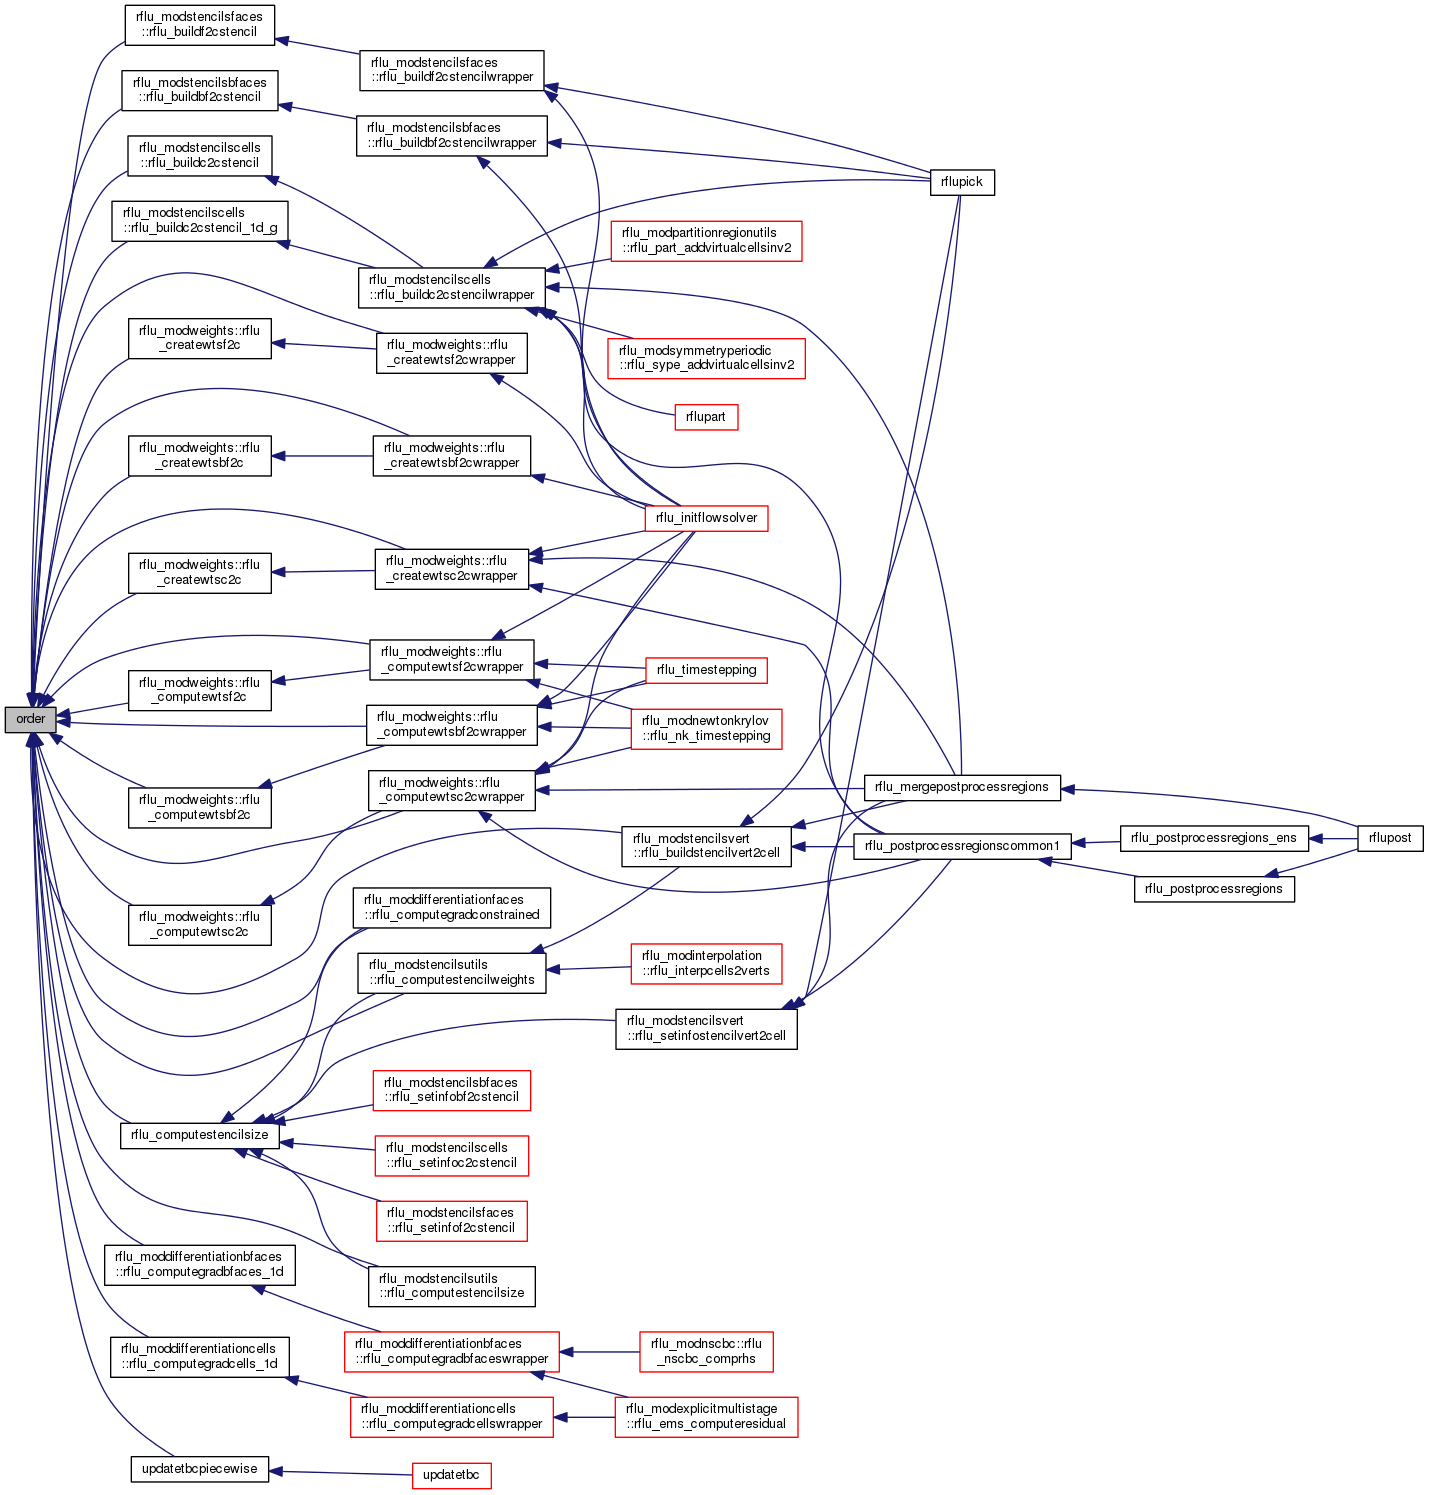 rflu_modstencilsfaces
::rflu_buildf2cstencil
rflu_modstencilsfaces
::rflu_buildf2cstencilwrapper
rflu_modstencilsbfaces
::rflu_buildbf2cstencil
rflu_modstencilsbfaces
::rflu_buildbf2cstencilwrapper
rflu_modstencilscells
::rflu_buildc2cstencil
rflupick
rflu_modstencilscells
::rflu_buildc2cstencil_1d_g
rflu_modpartitionregionutils
::rflu_part_addvirtualcellsinv2
rflu_modstencilscells
::rflu_buildc2cstencilwrapper
rflu_modweights::rflu
_createwtsf2c
rflu_modweights::rflu
_createwtsf2cwrapper
rflu_modsymmetryperiodic
::rflu_sype_addvirtualcellsinv2
rflupart
rflu_modweights::rflu
_createwtsbf2c
rflu_modweights::rflu
_createwtsbf2cwrapper
rflu_initflowsolver
rflu_modweights::rflu
_createwtsc2c
rflu_modweights::rflu
_createwtsc2cwrapper
rflu_modweights::rflu
_computewtsf2cwrapper
rflu_timestepping
rflu_modweights::rflu
_computewtsf2c
order
rflu_modweights::rflu
_computewtsbf2cwrapper
rflu_modnewtonkrylov
::rflu_nk_timestepping
rflu_modweights::rflu
_computewtsbf2c
rflu_modweights::rflu
_computewtsc2cwrapper
rflu_mergepostprocessregions
rflu_modstencilsvert
::rflu_buildstencilvert2cell
rflu_postprocessregionscommon1
rflu_postprocessregions_ens
rflupost
rflu_postprocessregions
rflu_modweights::rflu
_computewtsc2c
rflu_moddifferentiationfaces
::rflu_computegradconstrained
rflu_modstencilsutils
::rflu_computestencilweights
rflu_modinterpolation
::rflu_interpcells2verts
rflu_modstencilsvert
::rflu_setinfostencilvert2cell
rflu_modstencilsbfaces
::rflu_setinfobf2cstencil
rflu_computestencilsize
rflu_modstencilscells
::rflu_setinfoc2cstencil
rflu_modstencilsfaces
::rflu_setinfof2cstencil
rflu_moddifferentiationbfaces
::rflu_computegradbfaces_1d
rflu_modstencilsutils
::rflu_computestencilsize
rflu_moddifferentiationcells
::rflu_computegradcells_1d
rflu_moddifferentiationbfaces
::rflu_computegradbfaceswrapper
rflu_modnscbc::rflu
_nscbc_comprhs
rflu_moddifferentiationcells
::rflu_computegradcellswrapper
rflu_modexplicitmultistage
::rflu_ems_computeresidual
updatetbcpiecewise
updatetbc